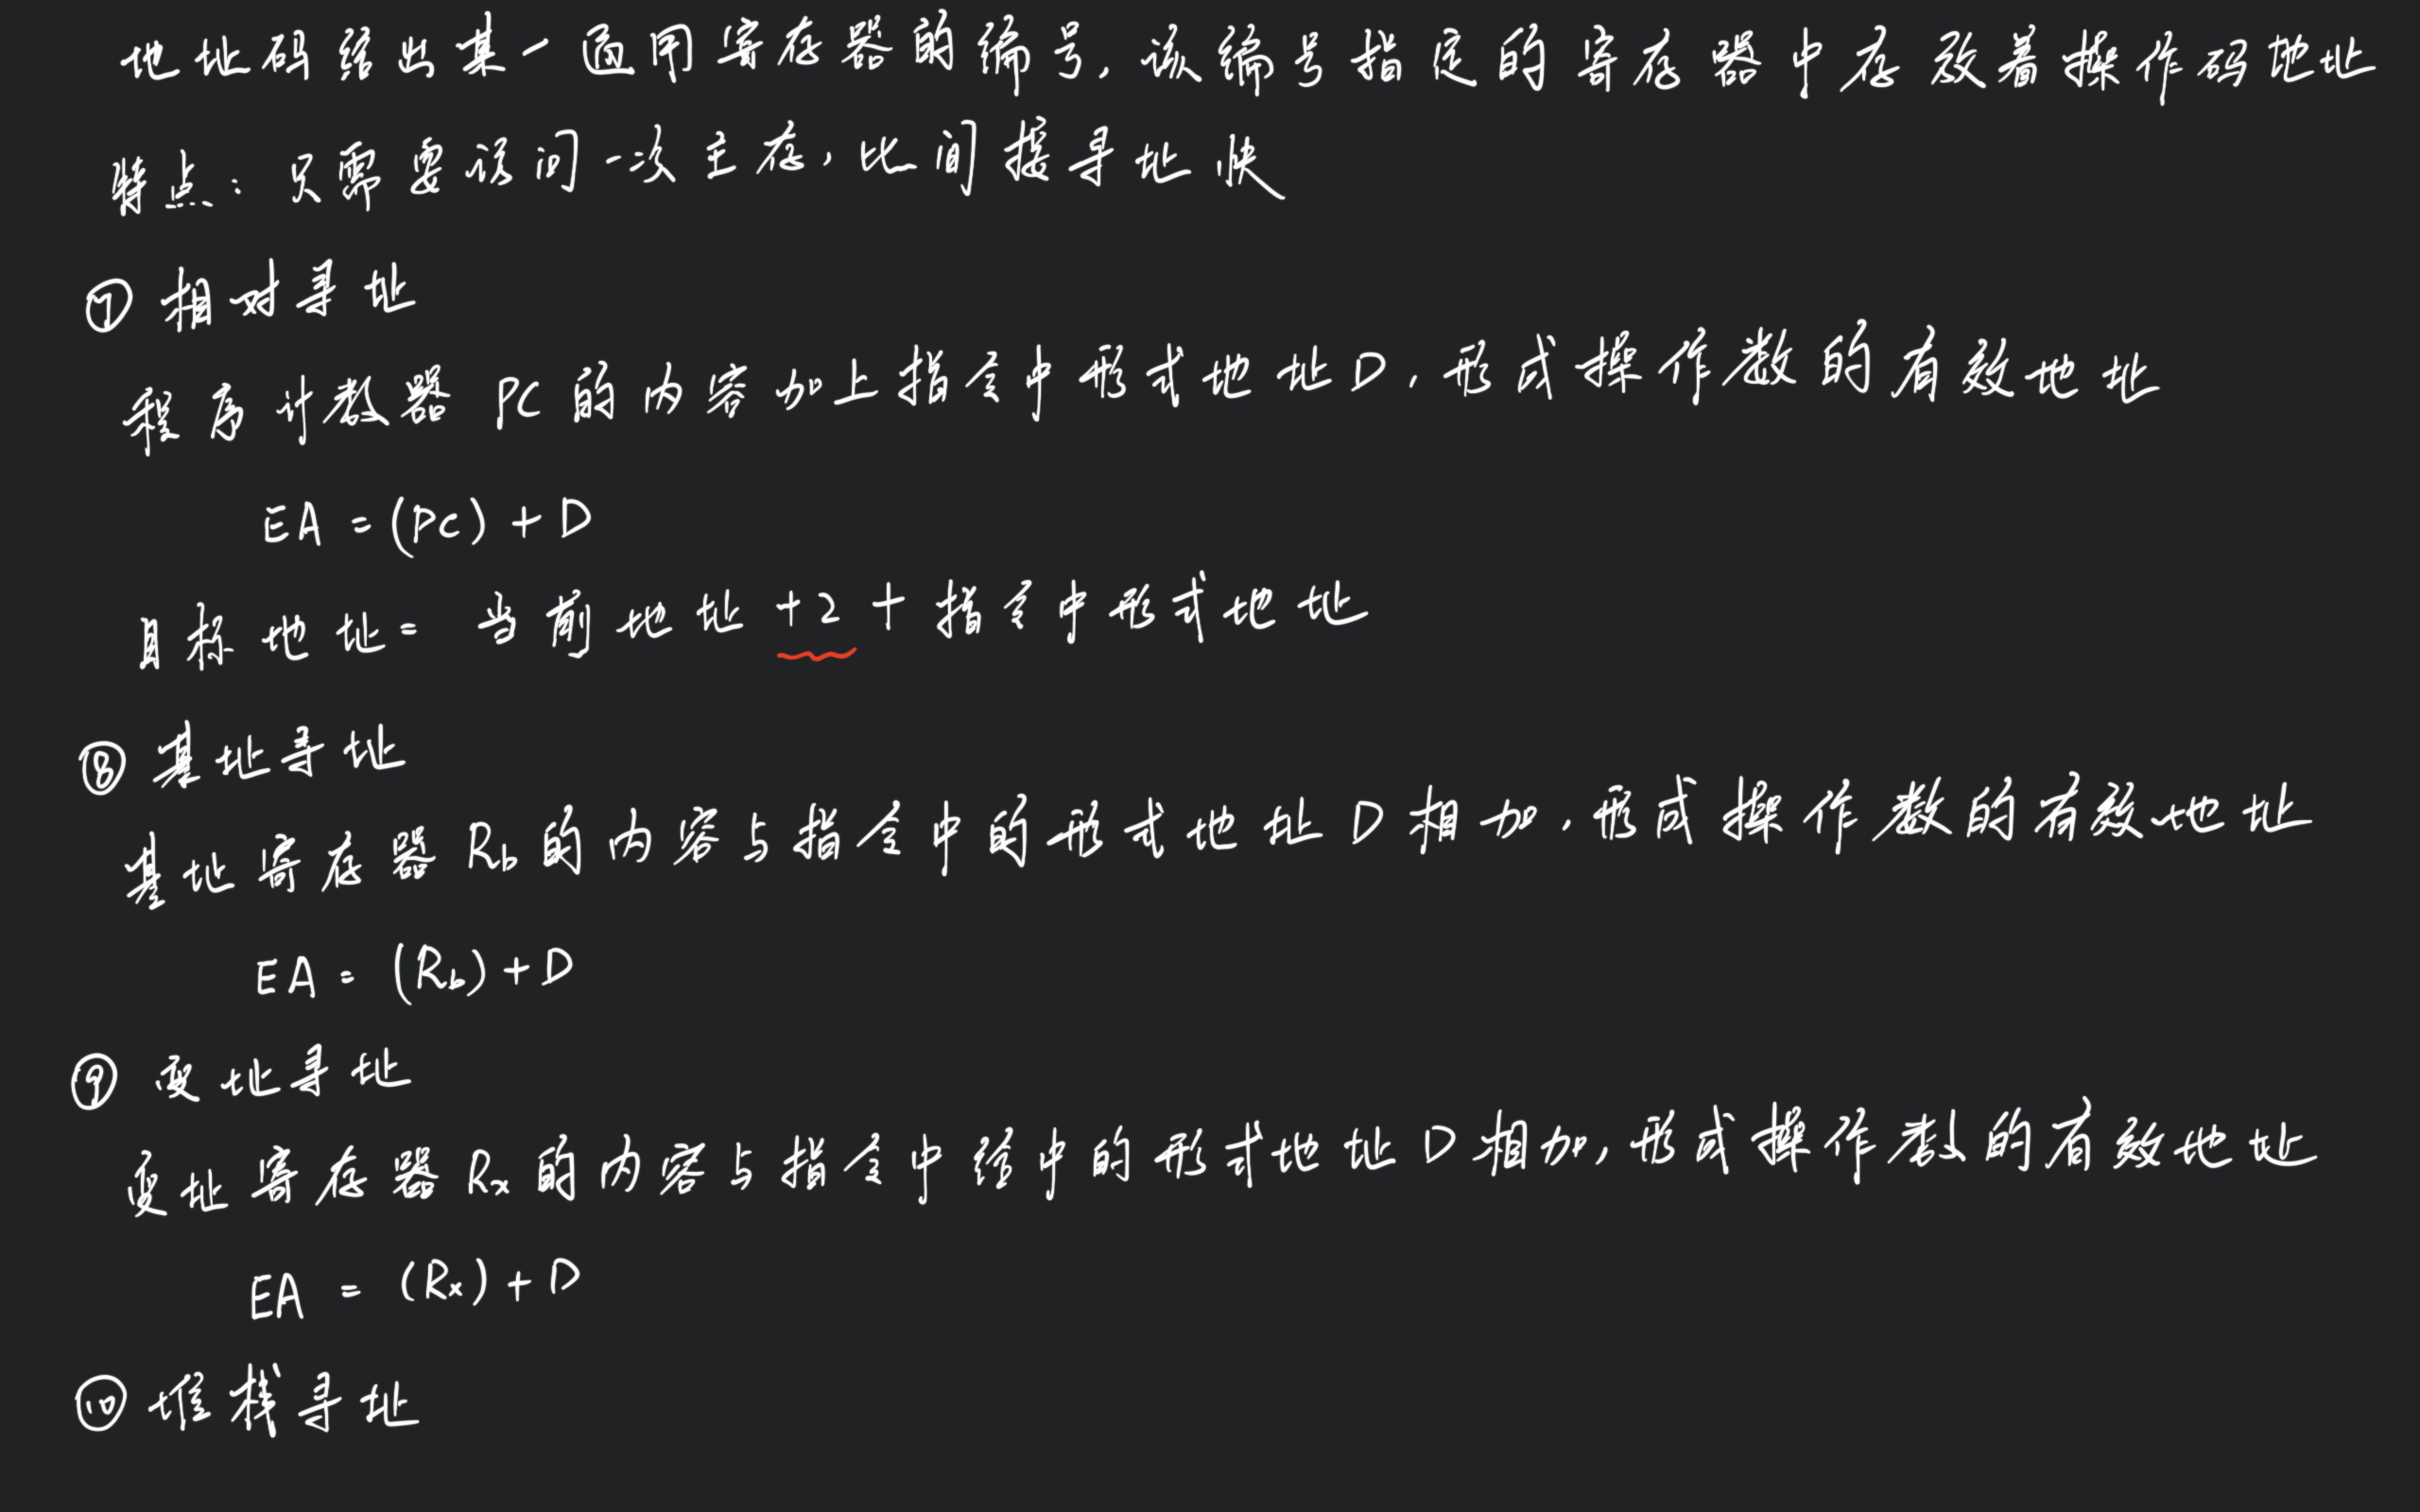 地址码给出某一通用寄存器的编号,该编号指定的寄存器中存放着操作码地址
特点:只需要访问一次主存,比间接寻址快
⑦ 相对寻址
程序计数器 PC 的内容加上指令中形式地址 D,形成操作数的有效地址
EA = (PC) + D
目标地址 = 当前地址 +2 + 指令中形式地址
⑧ 基址寻址
基址寄存器 Rb 的内容与指令中的形式地址 D 相加,形成操作数的有效地址
EA = (Rb) + D
⑨ 变址寻址
变址寄存器 Rx 的内容与指令中给中的形式地址 D 相加,形成操作数的有效地址
EA = (Rx) + D
⑩ 堆栈寻址